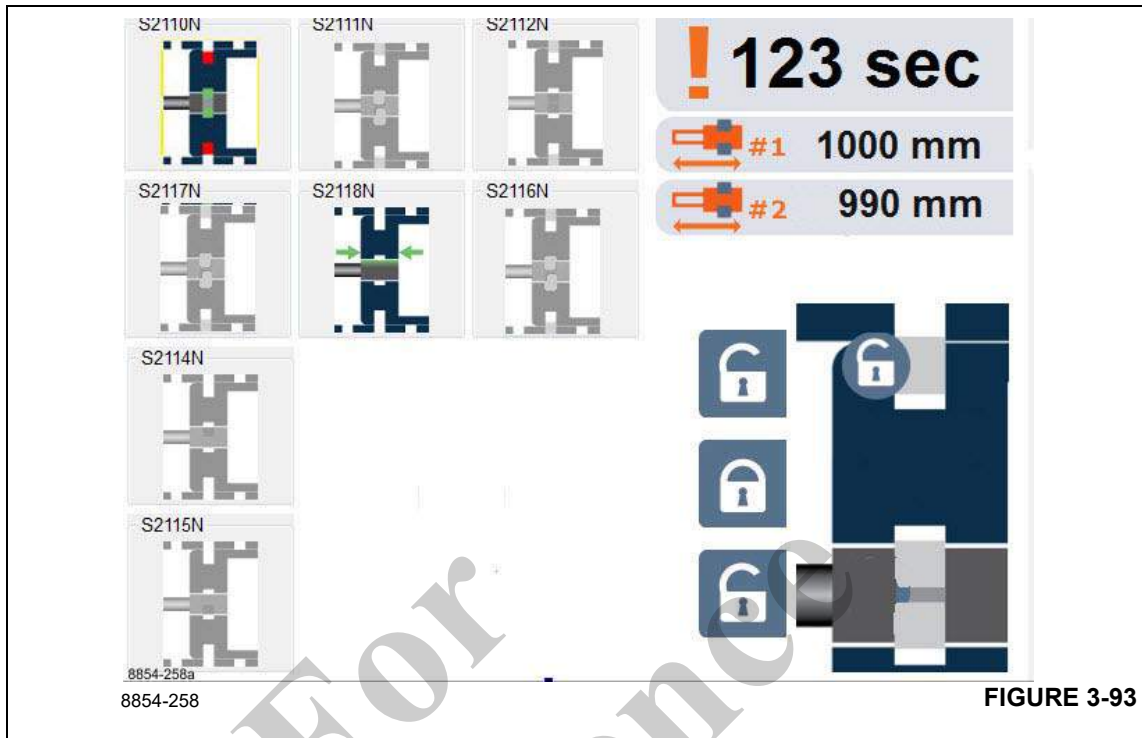 S2110N S2111N S2112N
! 123 sec
#1 1000 mm
#2 990 mm
S2117N S2118N S2116N
S2114N
S2115N
8854-258a
8854-258
FIGURE 3-93
For